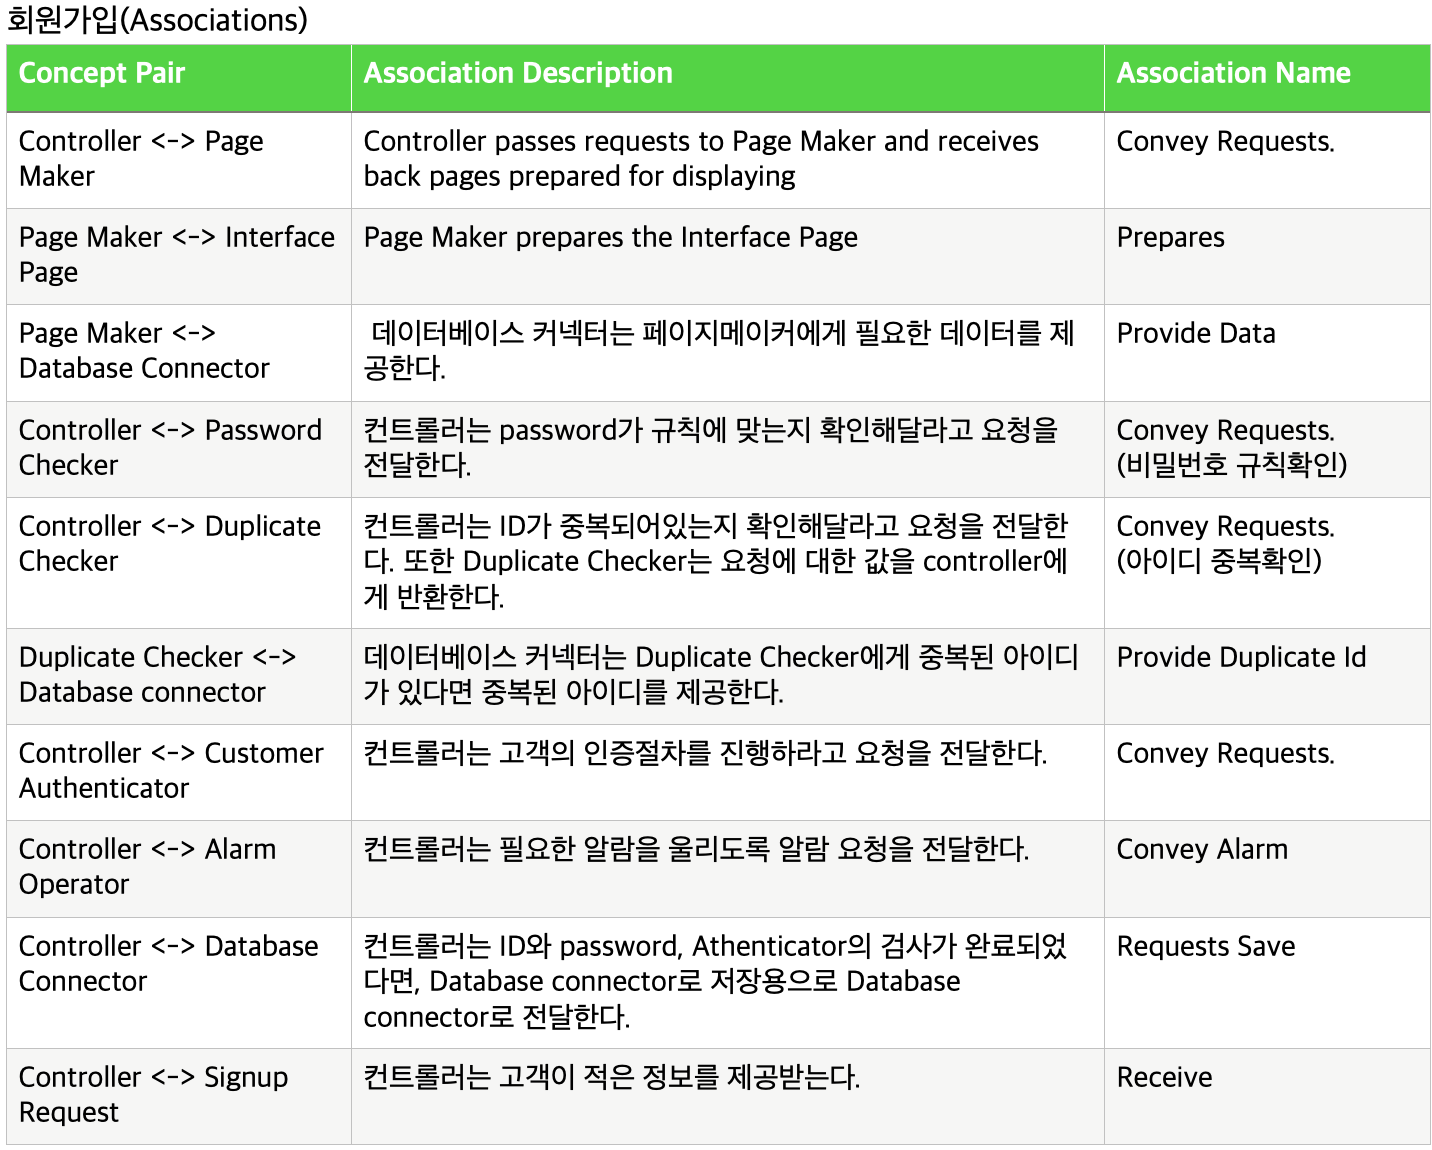 회원가입(Associations)
Concept Pair
Association Description
Association Name
Controller <-> Page
Maker
Controller passes requests to Page Maker and receives
back pages prepared for displaying
Convey Requests.
Page Maker <-> Interface
Page
Page Maker prepares the Interface Page
Prepares
Page Maker <->
Database Connector
데이터베이스 커넥터는 페이지메이커에게 필요한 데이터를 제
공한다.
Provide Data
Controller <-> Password
Checker
컨트롤러는 password가 규칙에 맞는지 확인해달라고 요청을
전달한다.
Convey Requests.
(비밀번호 규칙확인)
Controller <-> Duplicate
Checker
컨트롤러는 ID가 중복되어있는지 확인해달라고 요청을 전달한
다. 또한 Duplicate Checker는 요청에 대한 값을 controller에
게 반환한다.
Convey Requests.
(아이디 중복확인)
Duplicate Checker <->
Database connector
데이터베이스 커넥터는 Duplicate Checker에게 중복된 아이디
가 있다면 중복된 아이디를 제공한다.
Provide Duplicate Id
Controller <-> Customer
Authenticator
컨트롤러는 고객의 인증절차를 진행하라고 요청을 전달한다.
Convey Requests.
Controller <-> Alarm
Operator
컨트롤러는 필요한 알람을 울리도록 알람 요청을 전달한다.
Convey Alarm
Controller <-> Database
Connector
컨트롤러는 ID와 password, Athenticator의 검사가 완료되었
다면, Database connector로 저장용으로 Database
connector로 전달한다.
Requests Save
Controller <-> Signup
Request
컨트롤러는 고객이 적은 정보를 제공받는다.
Receive